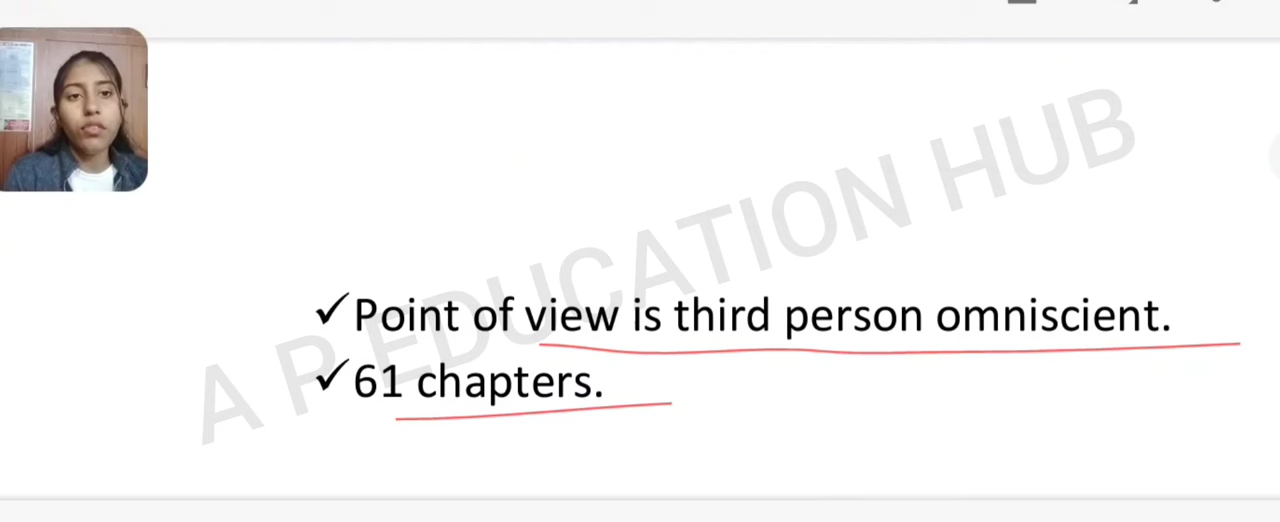 A P EDUCATION HUB
✓Point of view is third person omniscient.
✓61 chapters.